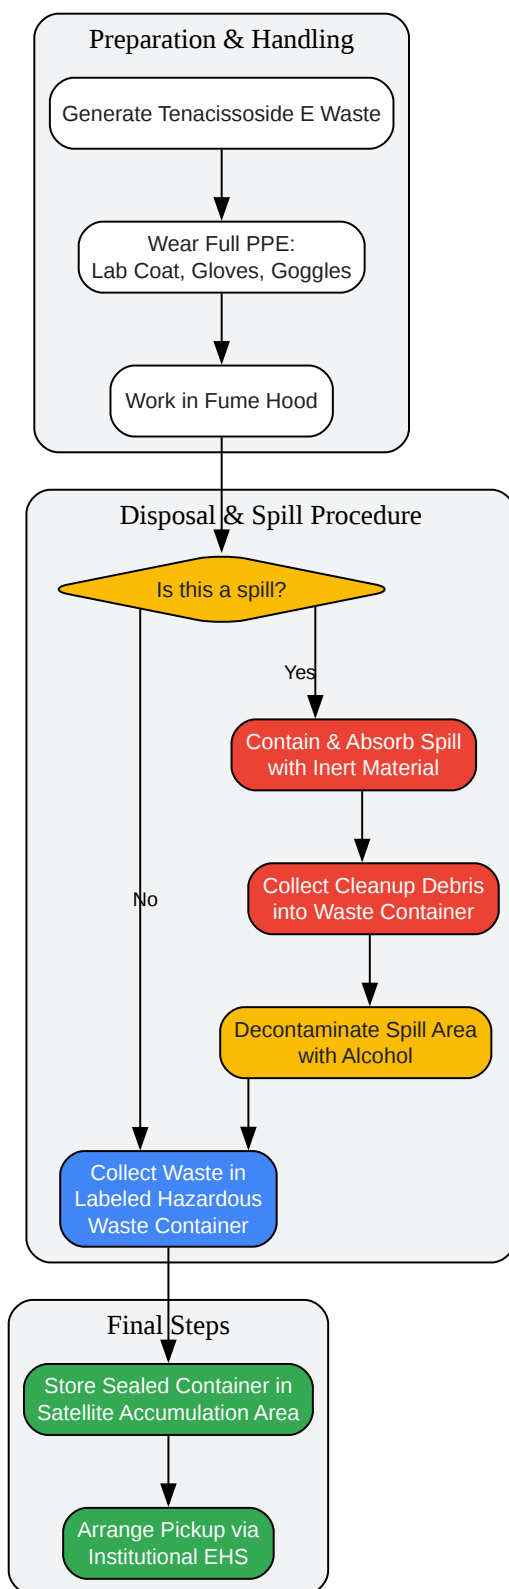 Preparation & Handling
Generate Tenacissoside E Waste
Wear Full PPE:
Lab Coat, Gloves, Goggles
Work in Fume Hood
Disposal & Spill Procedure
Is this a spill?
Yes
Contain & Absorb Spill
with Inert Material
Collect Cleanup Debris
into Waste Container
No
Decontaminate Spill Area
with Alcohol
Collect Waste in
Labeled Hazardous
Waste Container
Final Steps
Store Sealed Container in
Satellite Accumulation Area
Arrange Pickup via
Institutional EHS